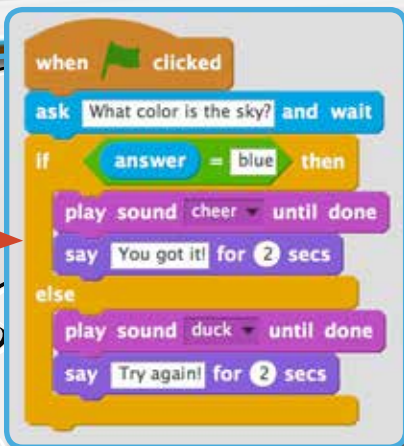 when clicked
ask What color is the sky? and wait
if answer = blue then
play sound cheer until done
say You got it! for 2 secs
else
play sound duck until done
say Try again! for 2 secs